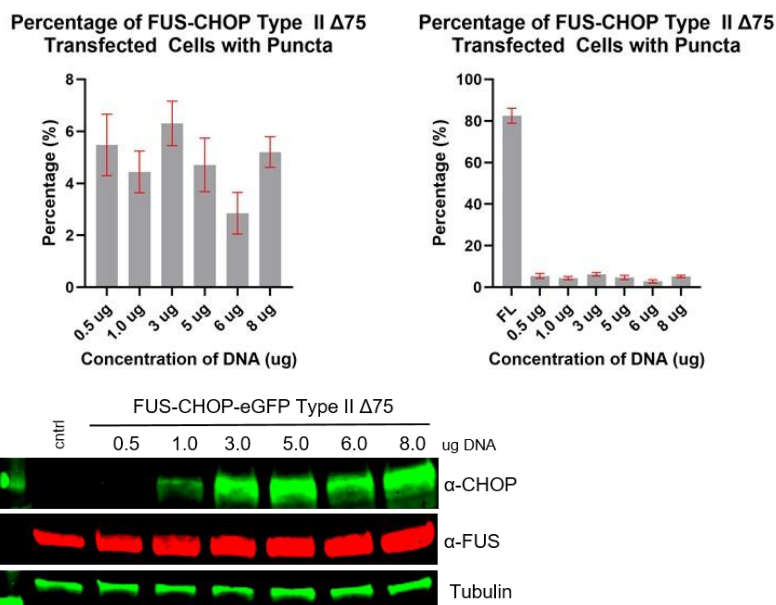 Percentage of FUS-CHOP Type II Δ75
Transfected Cells with Puncta
Percentage (%)
8
6
4
2
0
0.5 ug
1.0 ug
3 ug
5 ug
6 ug
8 ug
Concentration of DNA (ug)
Percentage of FUS-CHOP Type II Δ75
Transfected Cells with Puncta
Percentage (%)
100
80
60
40
20
0
FL
0.5 ug
1.0 ug
3 ug
5 ug
6 ug
8 ug
Concentration of DNA (ug)
FUS-CHOP-eGFP Type II Δ75
cntrl
0.5 1.0 3.0 5.0 6.0 8.0 ug DNA
α-CHOP
α-FUS
Tubulin